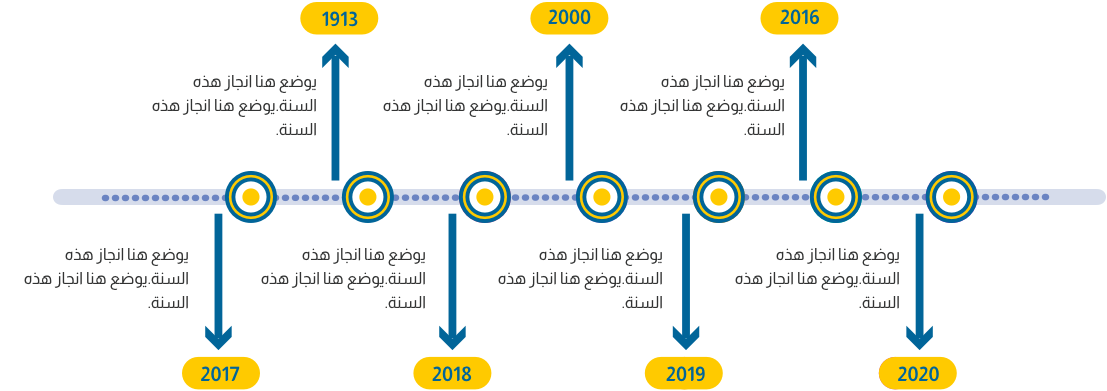 1913
2000
2016
يوضع هنا انجاز هذه
السنة.يوضع هنا انجاز هذه
السنة.
يوضع هنا انجاز هذه
السنة.يوضع هنا انجاز هذه
السنة.
يوضع هنا انجاز هذه
السنة.يوضع هنا انجاز هذه
السنة.
يوضع هنا انجاز هذه
السنة.يوضع هنا انجاز هذه
السنة.
يوضع هنا انجاز هذه
السنة.يوضع هنا انجاز هذه
السنة.
يوضع هنا انجاز هذه
السنة.يوضع هنا انجاز هذه
السنة.
يوضع هنا انجاز هذه
السنة.يوضع هنا انجاز هذه
السنة.
2017
2018
2019
2020